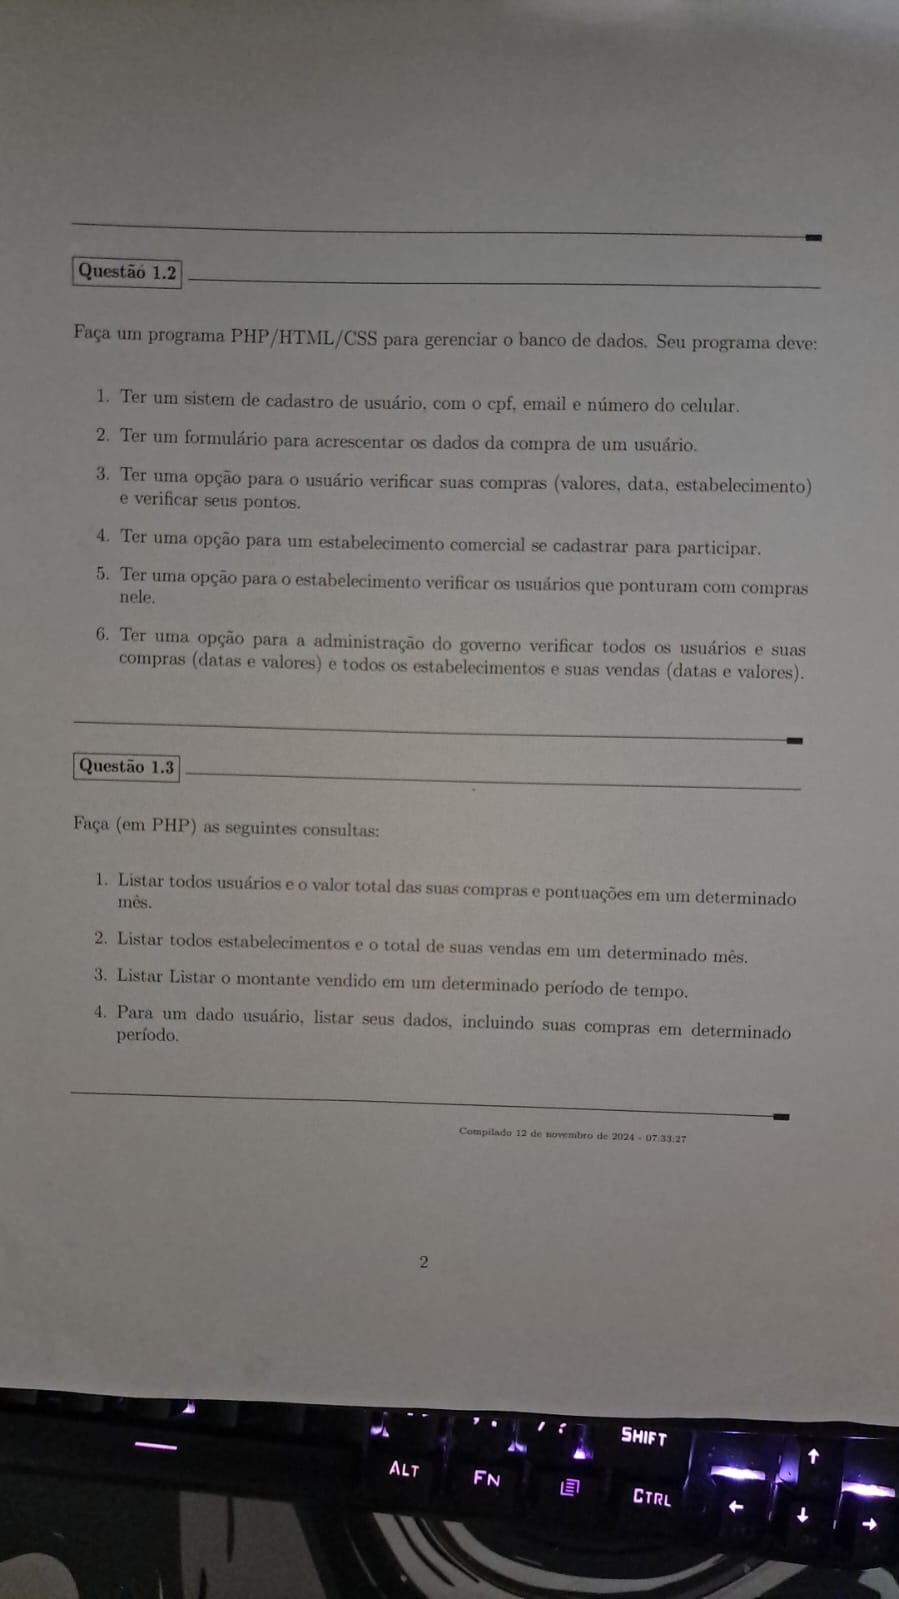 Questão 1.2
Faça um programa PHP/HTML/CSS para gerenciar o banco de dados. Seu programa deve:
1. Ter um sistema de cadastro de usuário, com o cpf, email e número do celular.
2. Ter um formulário para acrescentar os dados da compra de um usuário.
3. Ter uma opção para o usuário verificar suas compras (valores, data, estabelecimento)
e verificar seus pontos.
4. Ter uma opção para um estabelecimento comercial se cadastrar para participar.
5. Ter uma opção para o estabelecimento verificar os usuários que ponturam com compras
nele.
6. Ter uma opção para a administração do governo verificar todos os usuários e suas
compras (datas e valores) e todos os estabelecimentos e suas vendas (datas e valores).
Questão 1.3
Faça (em PHP) as seguintes consultas:
1. Listar todos usuários e o valor total das suas compras e pontuações em um determinado
mês.
2. Listar todos estabelecimentos e o total de suas vendas em um determinado mês.
3. Listar Listar o montante vendido em um determinado período de tempo.
4. Para um dado usuário, listar seus dados, incluindo suas compras em determinado
período.
Compilado 12 de novembro de 2024 - 07:33:27
2
SHIFT
ALT FN CTRL